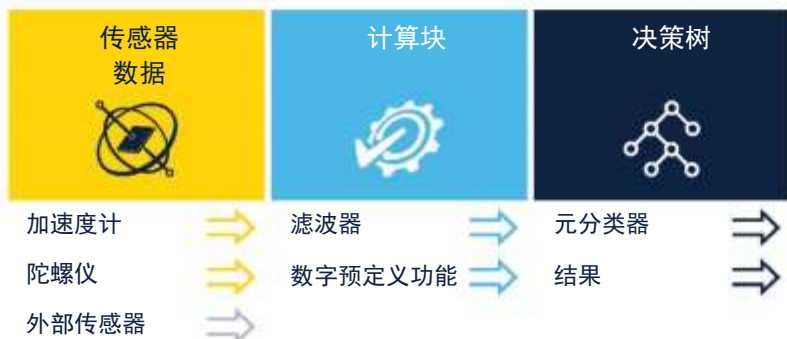 传感器
数据
计算块
决策树
加速度计
滤波器
元分类器
陀螺仪
数字预定义功能
结果
外部传感器